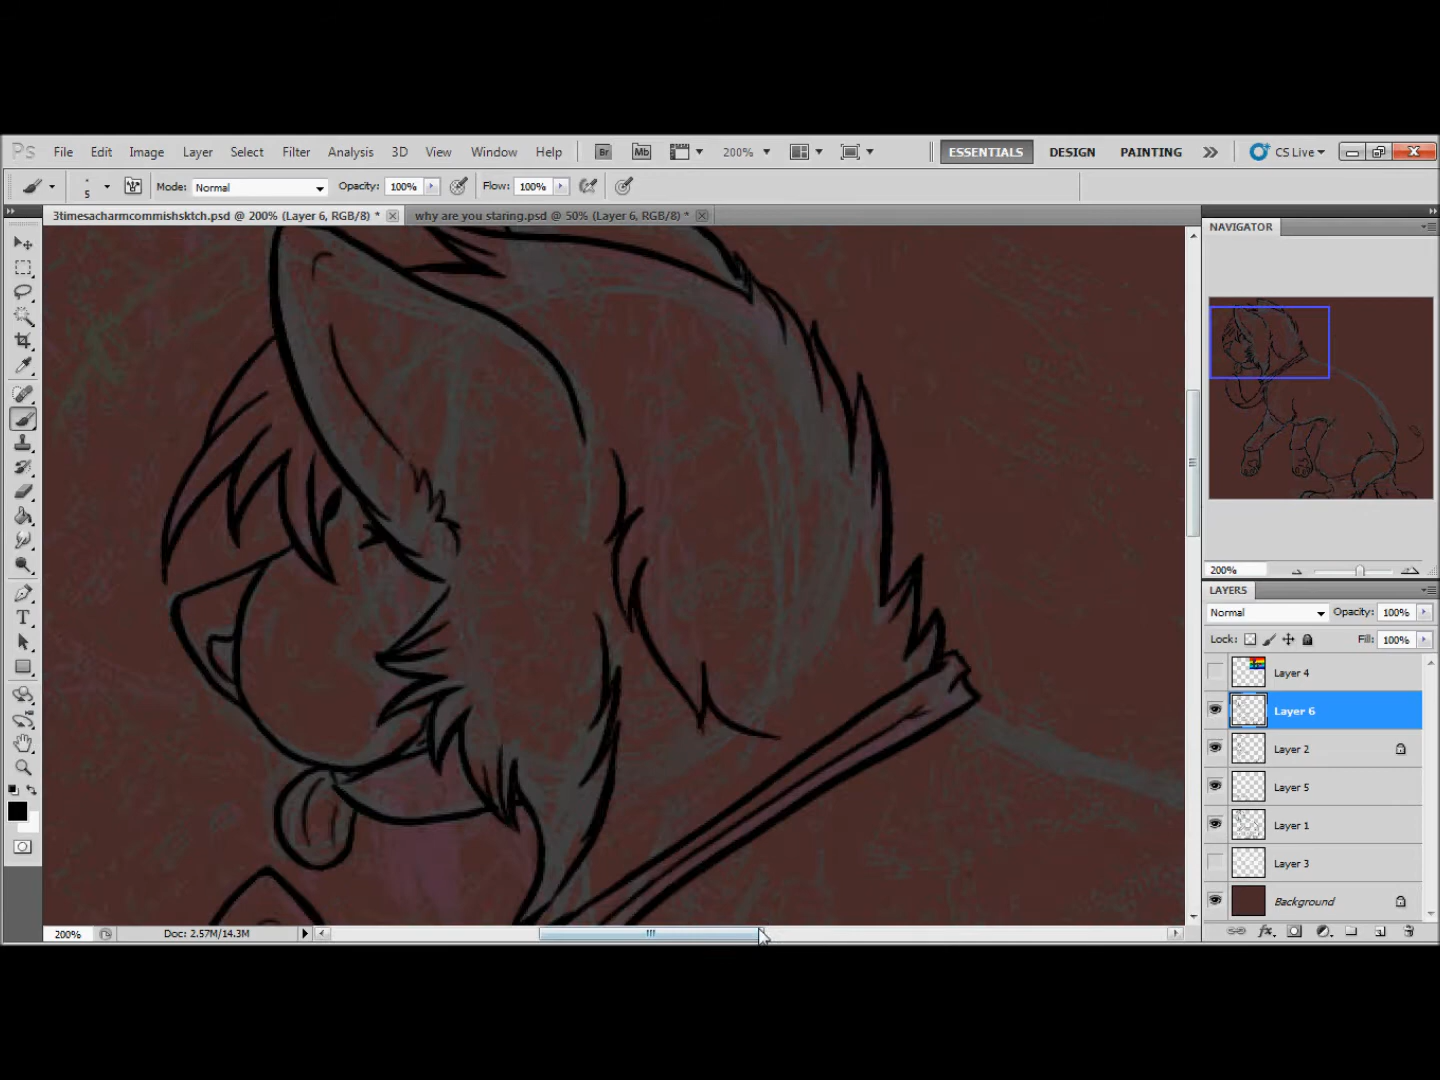 Ps File Edit Image Layer Select Filter Analysis 3D View Window Help Br Mb 200% ESSENTIALS DESIGN PAINTING CS Live
5 Mode: Normal Opacity: 100% Flow: 100%
3timesacharmcommishsktch.psd @ 200% (Layer 6, RGB/8) * why are you staring.psd @ 50% (Layer 6, RGB/8) *
NAVIGATOR
200%
LAYERS
Normal Opacity: 100%
Lock: Fill: 100%
Layer 4
Layer 6
Layer 2
Layer 5
Layer 1
Layer 3
Background
200% Doc: 2.57M/14.3M